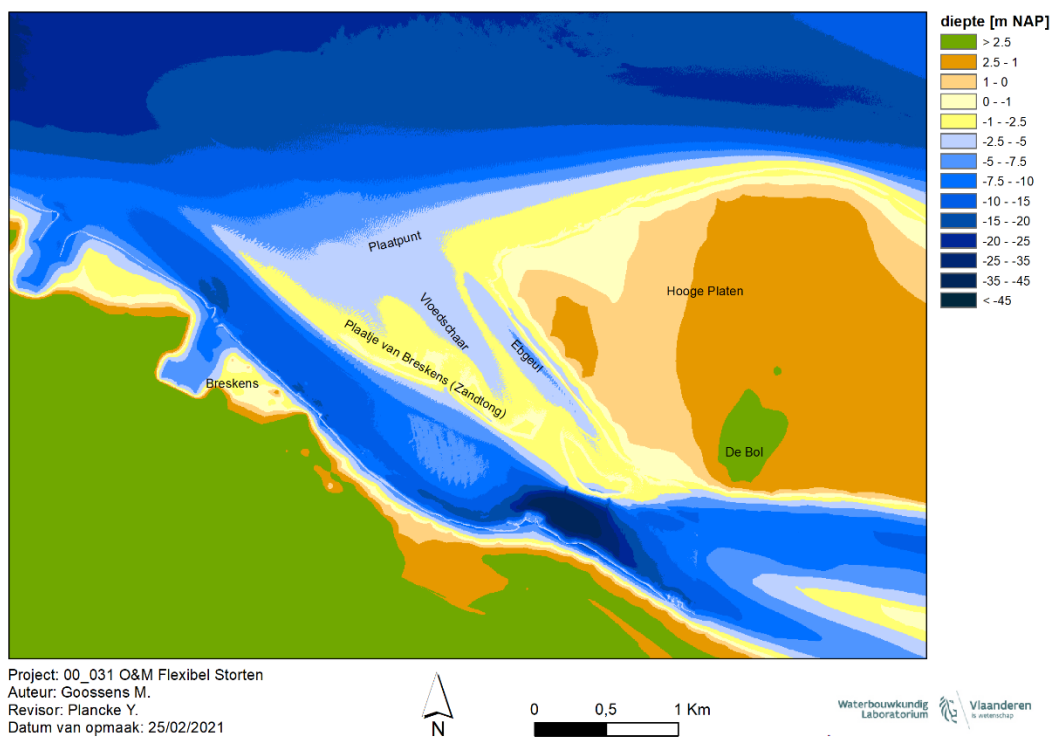 diepte [m NAP]
> 2.5
2.5 - 1
1 - 0
0 - -1
-1 - -2.5
-2.5 - -5
-5 - -7.5
-7.5 - -10
-10 - -15
-15 - -20
-20 - -25
-25 - -35
-35 - -45
< -45
Plaatpunt
Hooge Platen
Vloedschaar
Ebgeul
Plaatje van Breskens (Zandtong)
Breskens
De Bol
Project: 00_031 O&M Flexibel Storten
Auteur: Goossens M.
Revisor: Plancke Y.
Datum van opmaak: 25/02/2021
N
0 0,5 1 Km
Waterbouwkundig
Laboratorium
Vlaanderen
is wetenschap